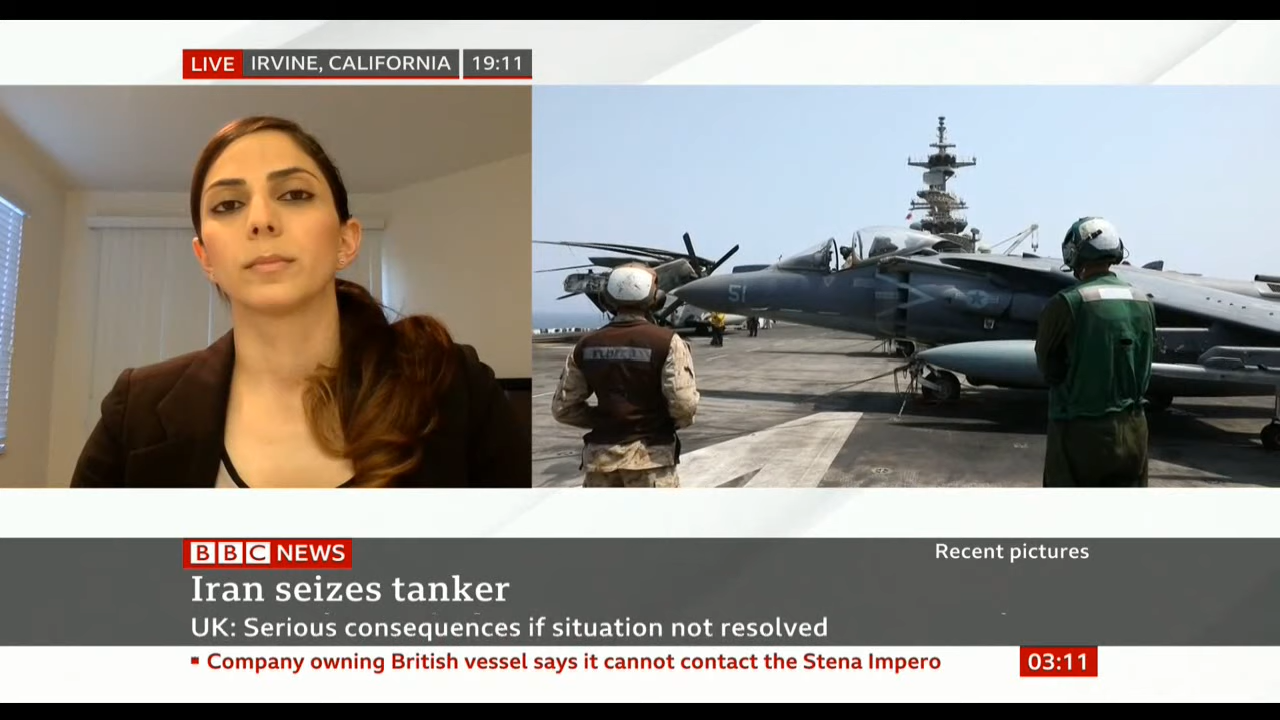 LIVE IRVINE, CALIFORNIA 19:11
51
BBC NEWS
Recent pictures
Iran seizes tanker
UK: Serious consequences if situation not resolved
Company owning British vessel says it cannot contact the Stena Impero
03:11